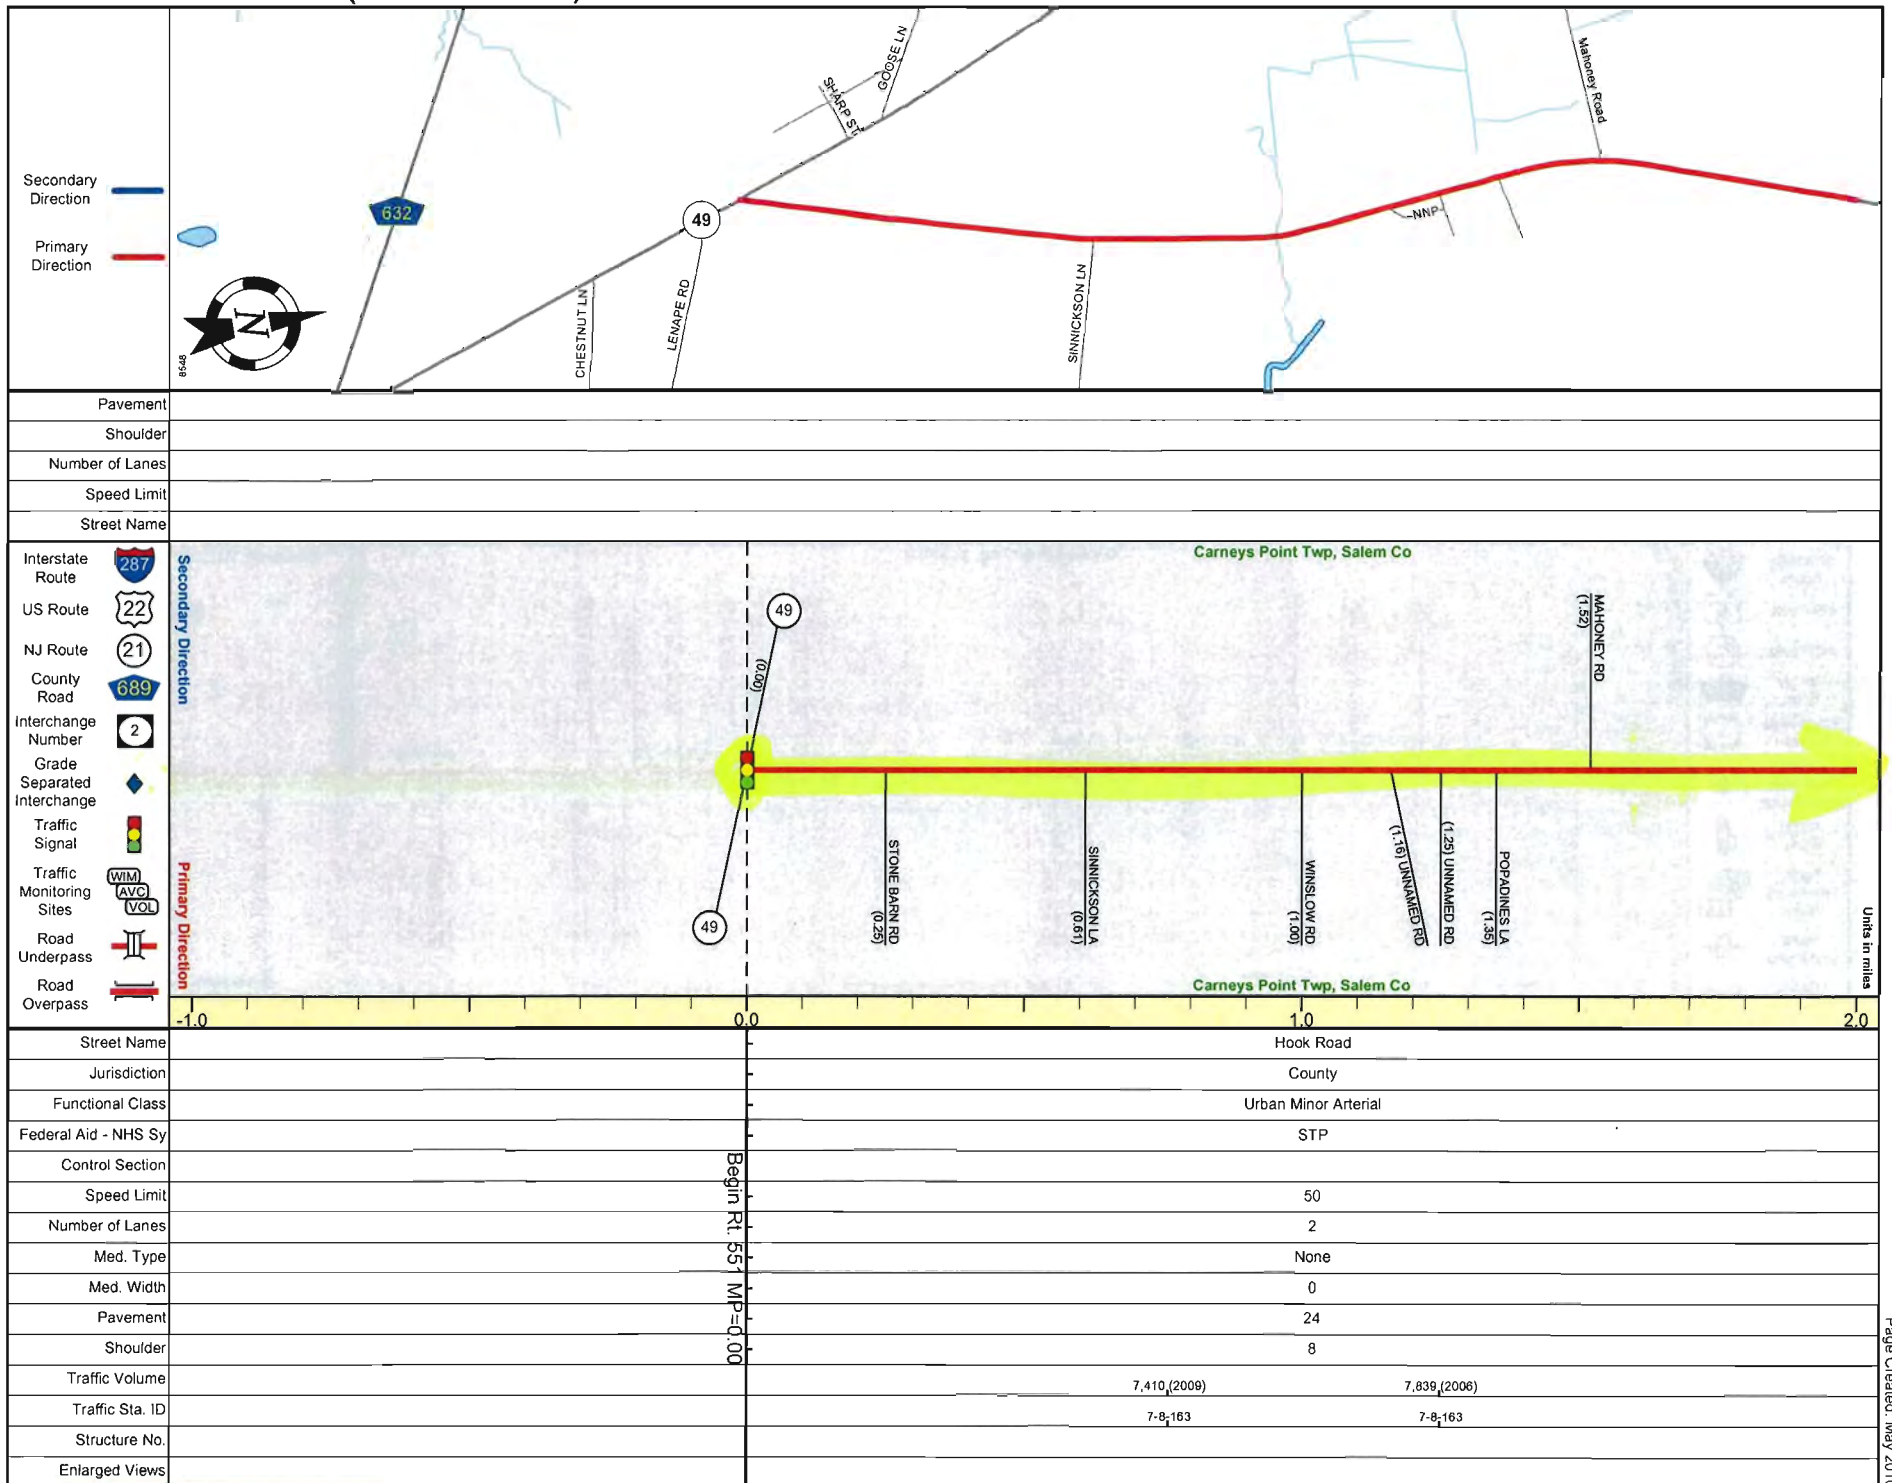 Secondary
Direction
Primary
Direction
632
49
GOOSE LN
SHARP ST
CHESTNUT LN
LENAPE RD
SINNICKSON LN
NNP
Mahoney Road
N
8648
Pavement
Shoulder
Number of Lanes
Speed Limit
Street Name
Interstate
Route
287
US Route
22
NJ Route
21
County
Road
689
Interchange
Number
2
Grade
Separated
Interchange
Traffic
Signal
Traffic
Monitoring
Sites
WIM
AVC
VOL
Road
Underpass
Road
Overpass
Secondary Direction
Primary Direction
Carneys Point Twp, Salem Co
49
(0.00)
49
STONE BARN RD
(0.25)
SINNICKSON LA
(0.61)
WINSLOW RD
(1.00)
(1.16) UNNAMED RD
(1.25) UNNAMED RD
POPADINES LA
(1.35)
MAHONEY RD
(1.52)
Units in miles
Carneys Point Twp, Salem Co
-1.0 0.0 1.0 2.0
Street Name Hook Road
Jurisdiction County
Functional Class Urban Minor Arterial
Federal Aid - NHS Sy STP
Control Section
Speed Limit 50
Number of Lanes 2
Med. Type None
Med. Width 0
Pavement 24
Shoulder 8
Traffic Volume 7,410 (2009) 7,839 (2006)
Traffic Sta. ID 7-8-163 7-8-163
Structure No.
Enlarged Views
Begin Rt. 551 MP=0.00
Page Created: May